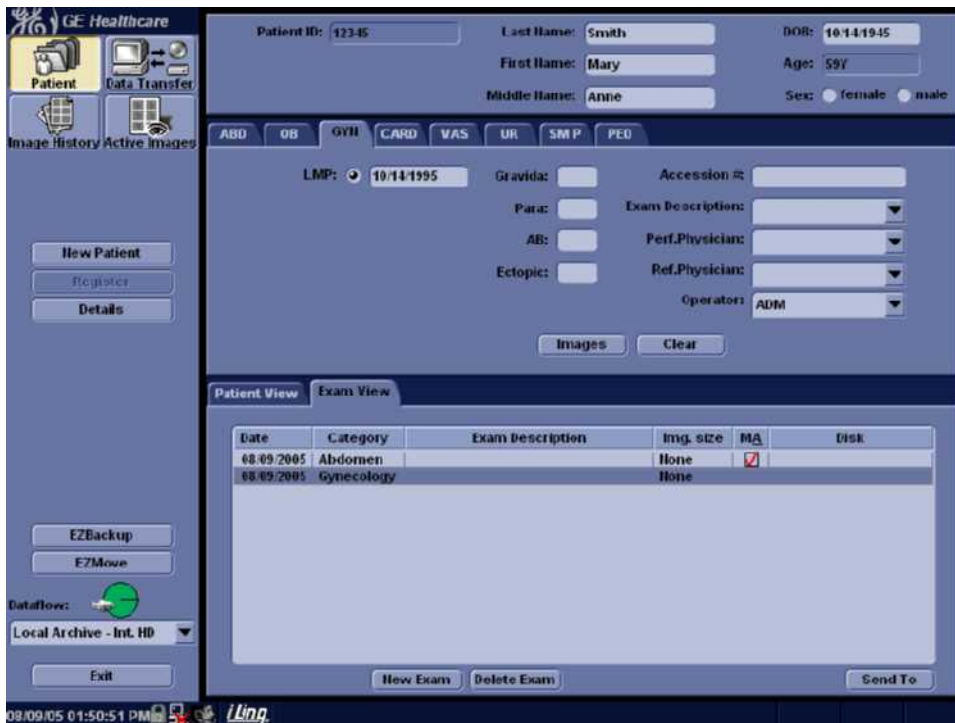 GE Healthcare
Patient
Data Transfer
Image History
Active Images
New Patient
Register
Details
EZBackup
EZMove
Dataflow:
Local Archive - Int. HD
Exit
08/09/05 01:50:51 PM
Patient ID: 12345
Last Name: Smith
DOB: 10/14/1945
First Name: Mary
Age: 59Y
Middle Name: Anne
Sex: female male
ABD OB GYN CARD VAS UR SM P PED
LMP: 10/14/1995
Gravida:
Accession #:
Para:
Exam Description:
AB:
Perf.Physician:
Ectopic:
Ref.Physician:
Operator: ADM
Images Clear
Patient View Exam View
Date Category Exam Description Img. size MA Disk
08/09/2005 Abdomen None
08/09/2005 Gynecology None
New Exam Delete Exam Send To
iLinq